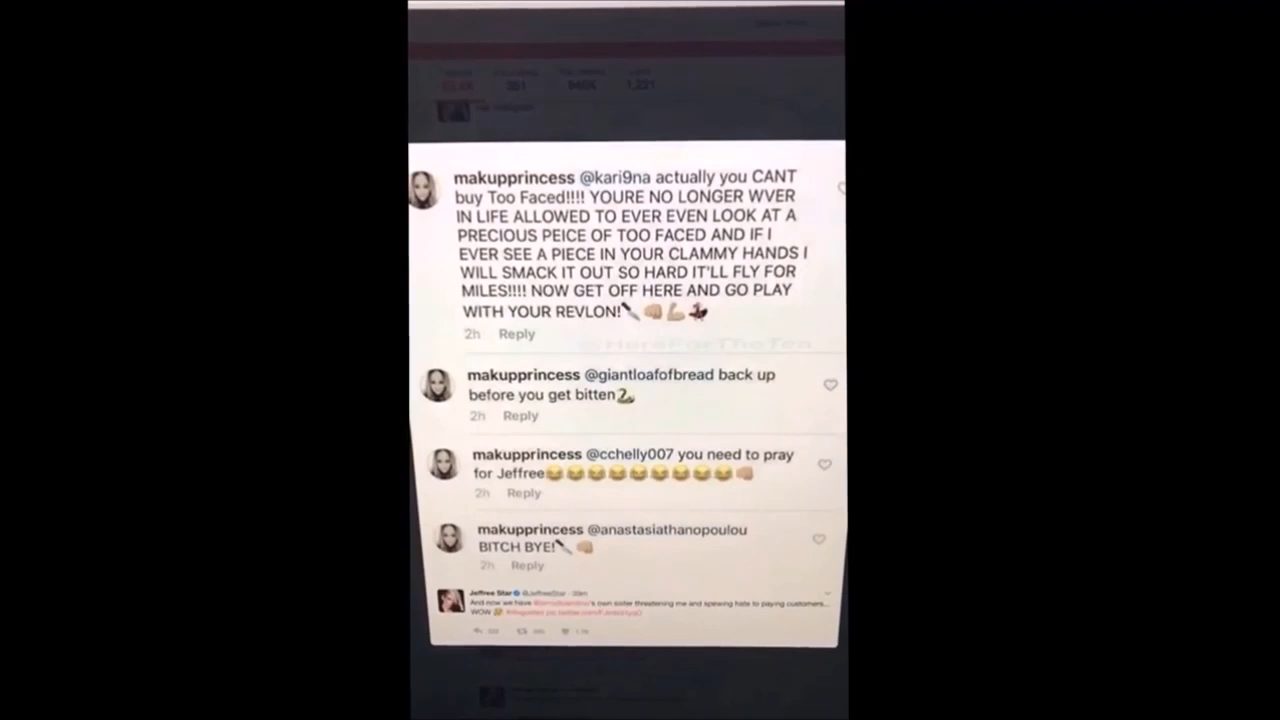 351 540K 1,221
makupprincess @kari9na actually you CANT
buy Too Faced!!!! YOURE NO LONGER WVER
IN LIFE ALLOWED TO EVER EVEN LOOK AT A
PRECIOUS PEICE OF TOO FACED AND IF I
EVER SEE A PIECE IN YOUR CLAMMY HANDS I
WILL SMACK IT OUT SO HARD IT'LL FLY FOR
MILES!!!! NOW GET OFF HERE AND GO PLAY
WITH YOUR REVLON!🔪👊🏼💪🏼🐓
2h Reply
@HereForTheTea
makupprincess @giantloafofbread back up
before you get bitten🐍
2h Reply
makupprincess @cchelly007 you need to pray
for Jeffree😂😂😂😂😂😂😂😂😂👊🏼
2h Reply
makupprincess @anastasiathanopoulou
BITCH BYE!🔪👊🏼
2h Reply
Jeffree Star @JeffreeStar
And now we have 's own sister threatening me and spewing hate to paying customers...
WOW